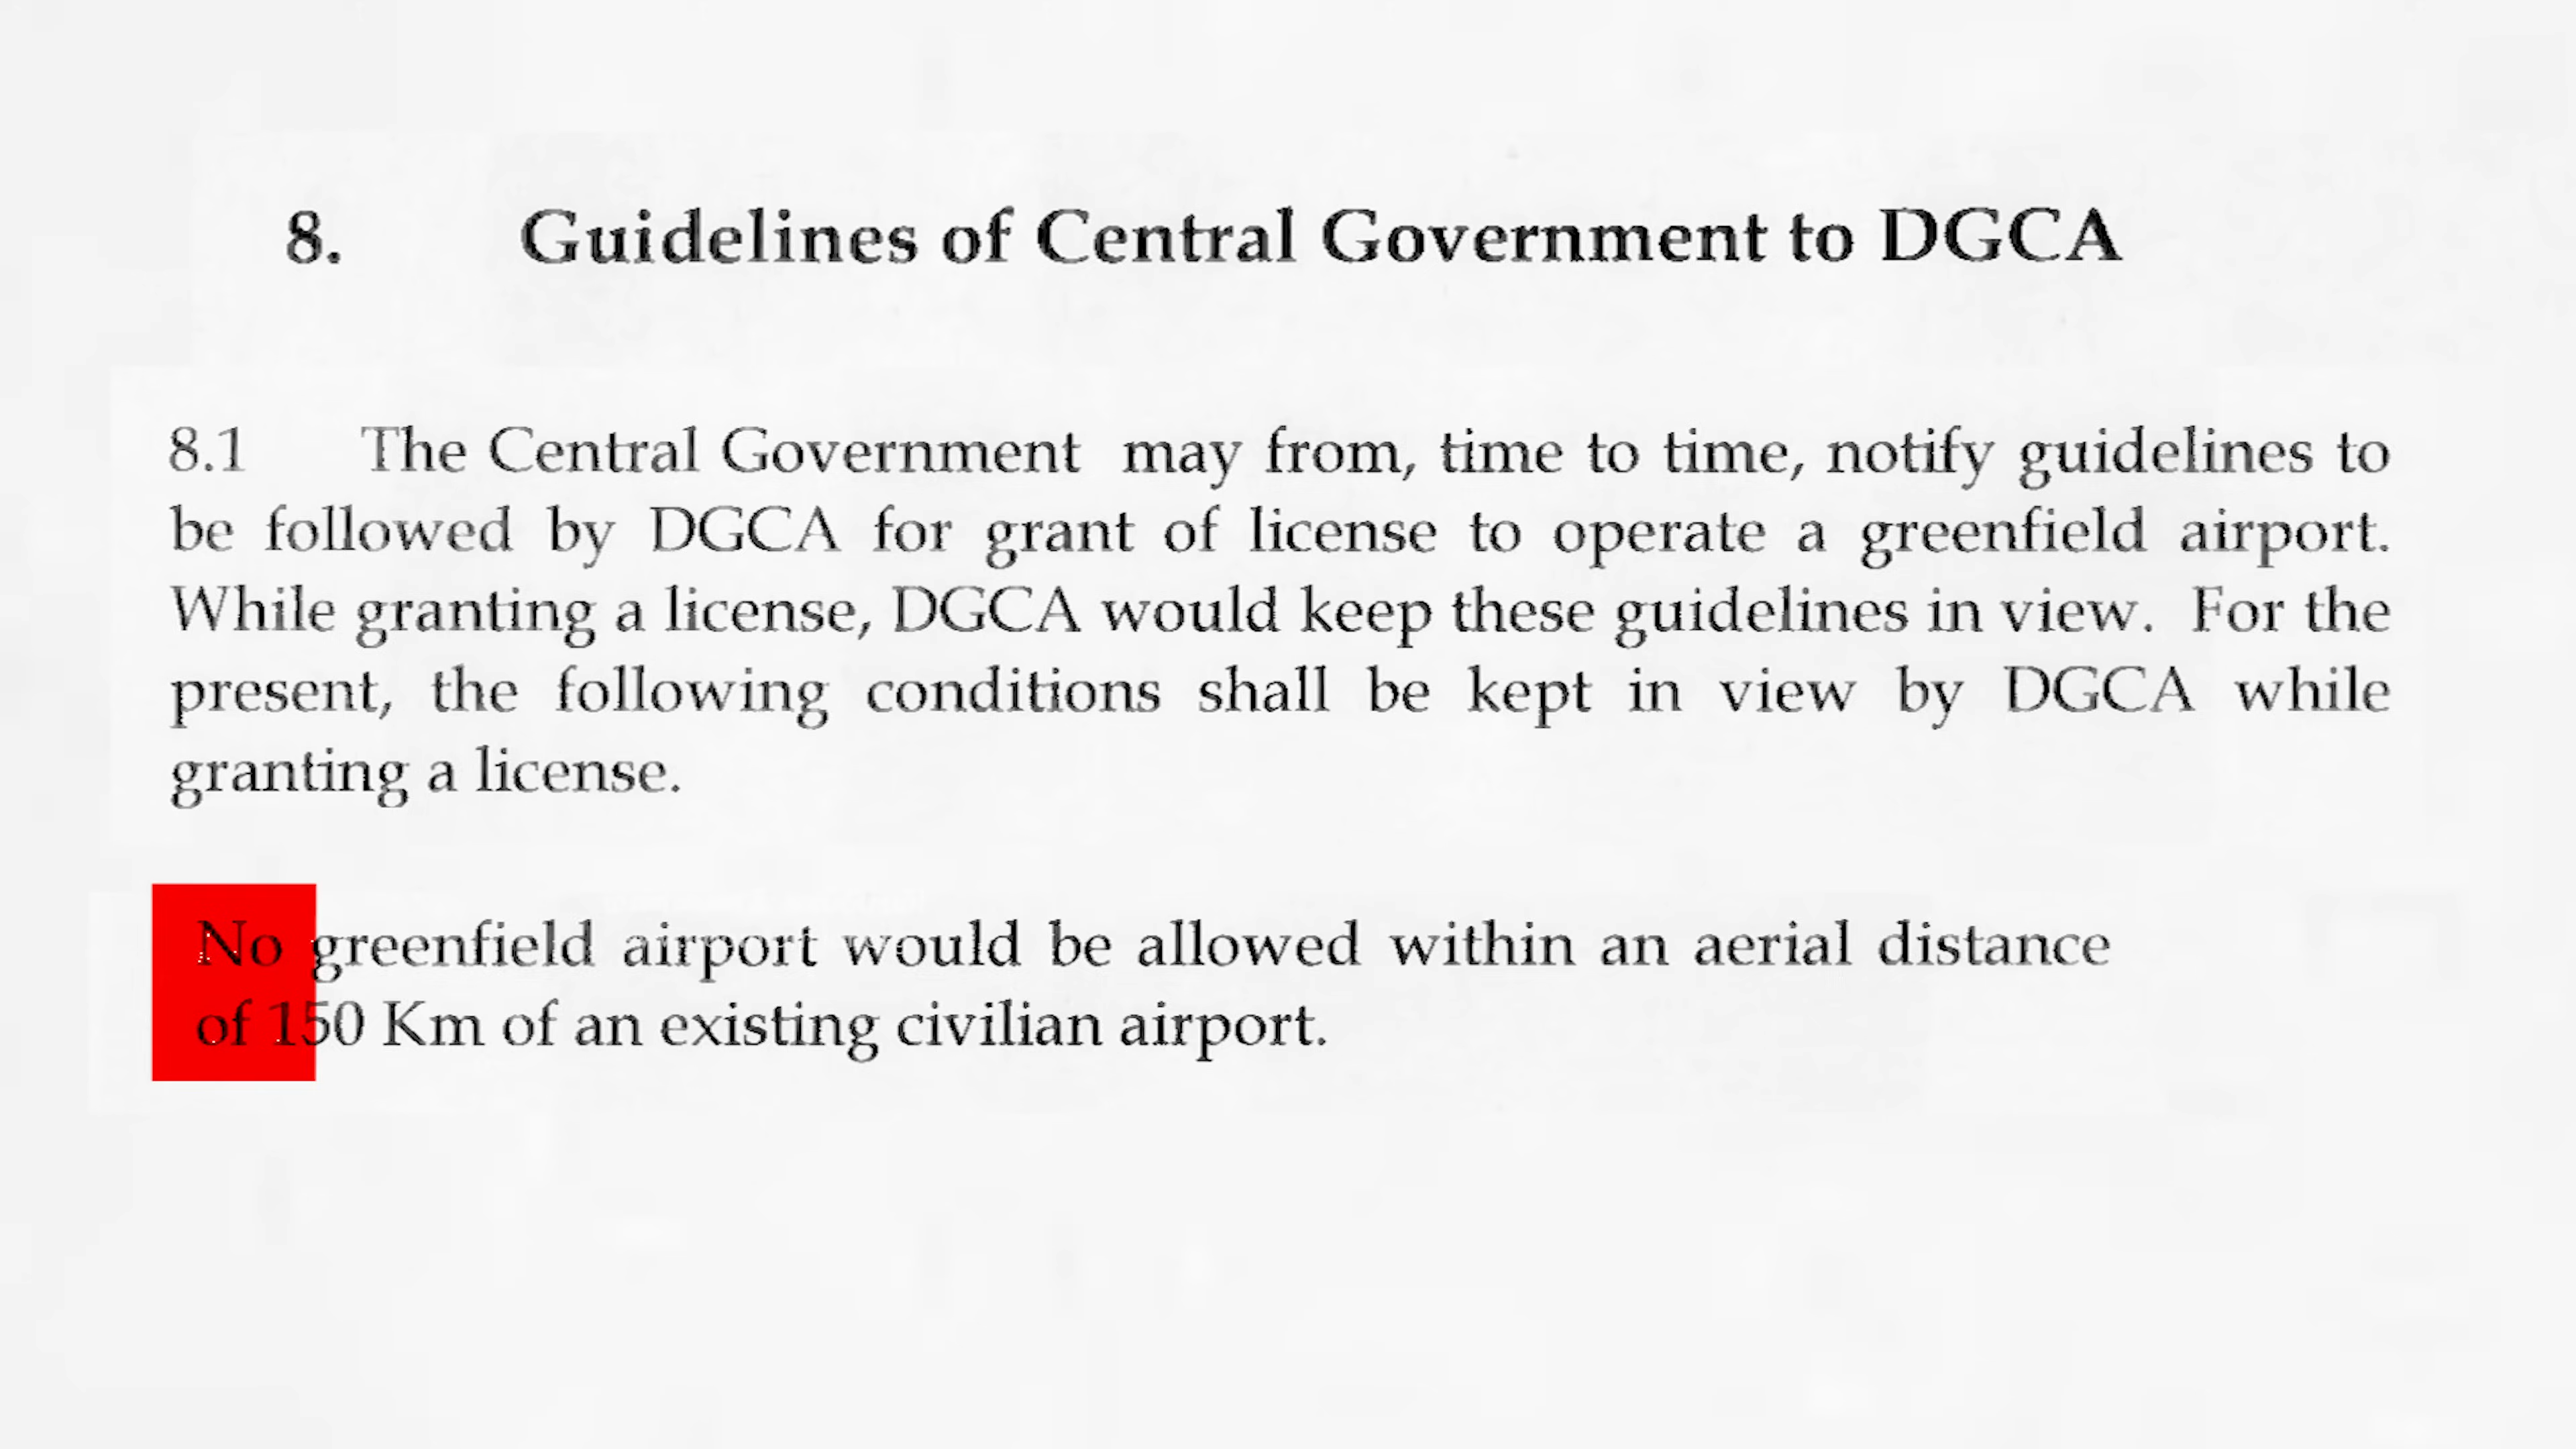 8. Guidelines of Central Government to DGCA
8.1 The Central Government may from, time to time, notify guidelines to
be followed by DGCA for grant of license to operate a greenfield airport.
While granting a license, DGCA would keep these guidelines in view. For the
present, the following conditions shall be kept in view by DGCA while
granting a license.
No greenfield airport would be allowed within an aerial distance
of 150 Km of an existing civilian airport.